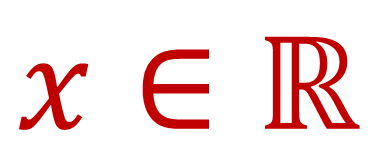 x ∈ ℝ